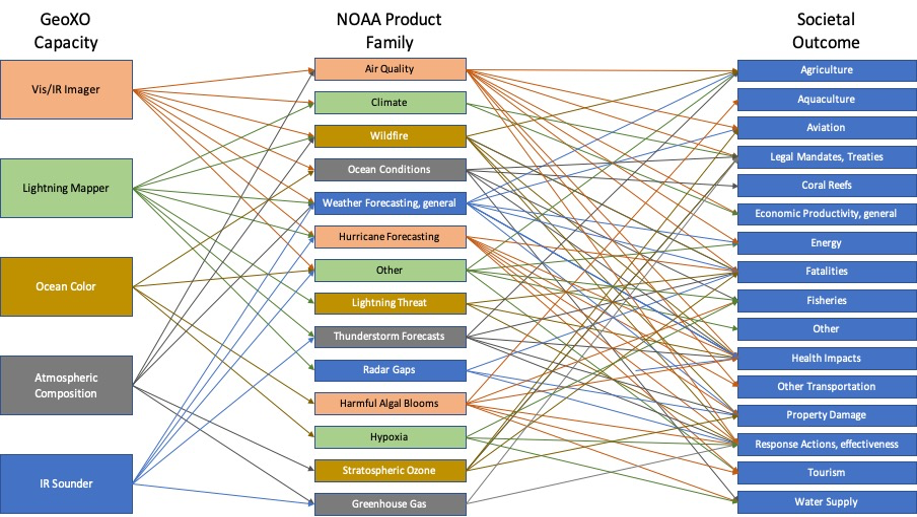 GeoXO
Capacity
NOAA Product
Family
Societal
Outcome
Vis/IR Imager
Lightning Mapper
Ocean Color
Atmospheric
Composition
IR Sounder
Air Quality
Climate
Wildfire
Ocean Conditions
Weather Forecasting, general
Hurricane Forecasting
Other
Lightning Threat
Thunderstorm Forecasts
Radar Gaps
Harmful Algal Blooms
Hypoxia
Stratospheric Ozone
Greenhouse Gas
Agriculture
Aquaculture
Aviation
Legal Mandates, Treaties
Coral Reefs
Economic Productivity, general
Energy
Fatalities
Fisheries
Other
Health Impacts
Other Transportation
Property Damage
Response Actions, effectiveness
Tourism
Water Supply